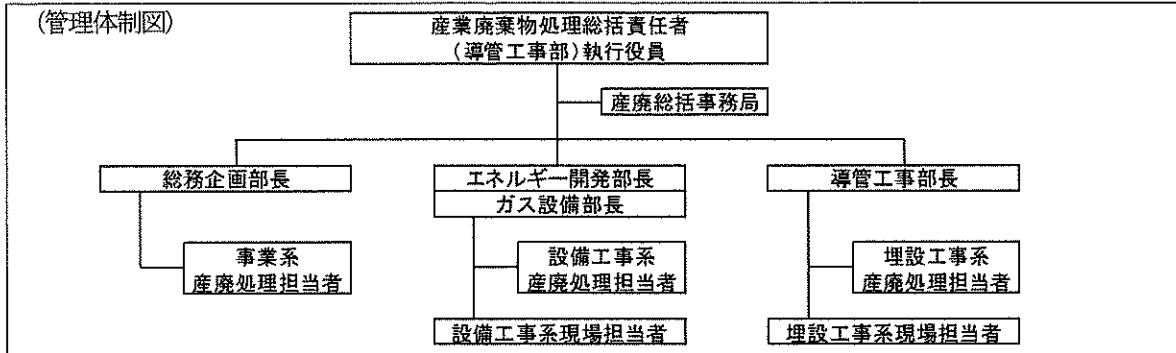 (管理体制図)
産業廃棄物処理総括責任者
(導管工事部)執行役員
産廃総括事務局
総務企画部長
エネルギー開発部長
導管工事部長
ガス設備部長
事業系
産廃処理担当者
設備工事系
産廃処理担当者
埋設工事系
産廃処理担当者
設備工事系現場担当者
埋設工事系現場担当者